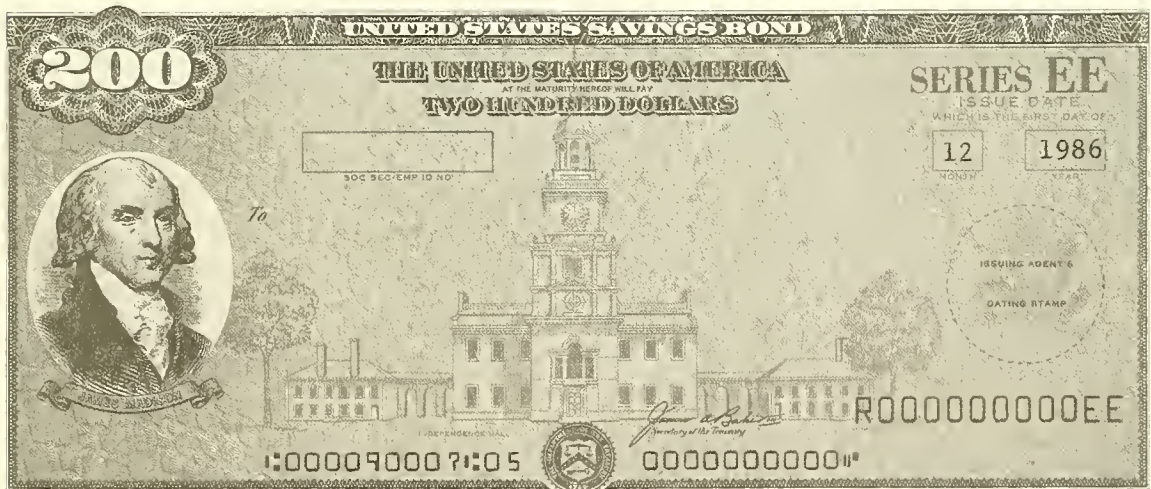 UNITED STATES SAVINGS BOND
200
THE UNITED STATES OF AMERICA
AT THE MATURITY HEREOF WILL PAY
TWO HUNDRED DOLLARS
SERIES EE
ISSUE DATE
WHICH IS THE FIRST DAY OF
12 1986
MONTH YEAR
SOC SEC-EMP ID NO
To
ISSUING AGENT'S
DATING STAMP
JAMES MADISON
INDEPENDENCE HALL
James A Baker
Secretary of the Treasury
R000000000EE
⑆000090007⑆05 0000000000⑈